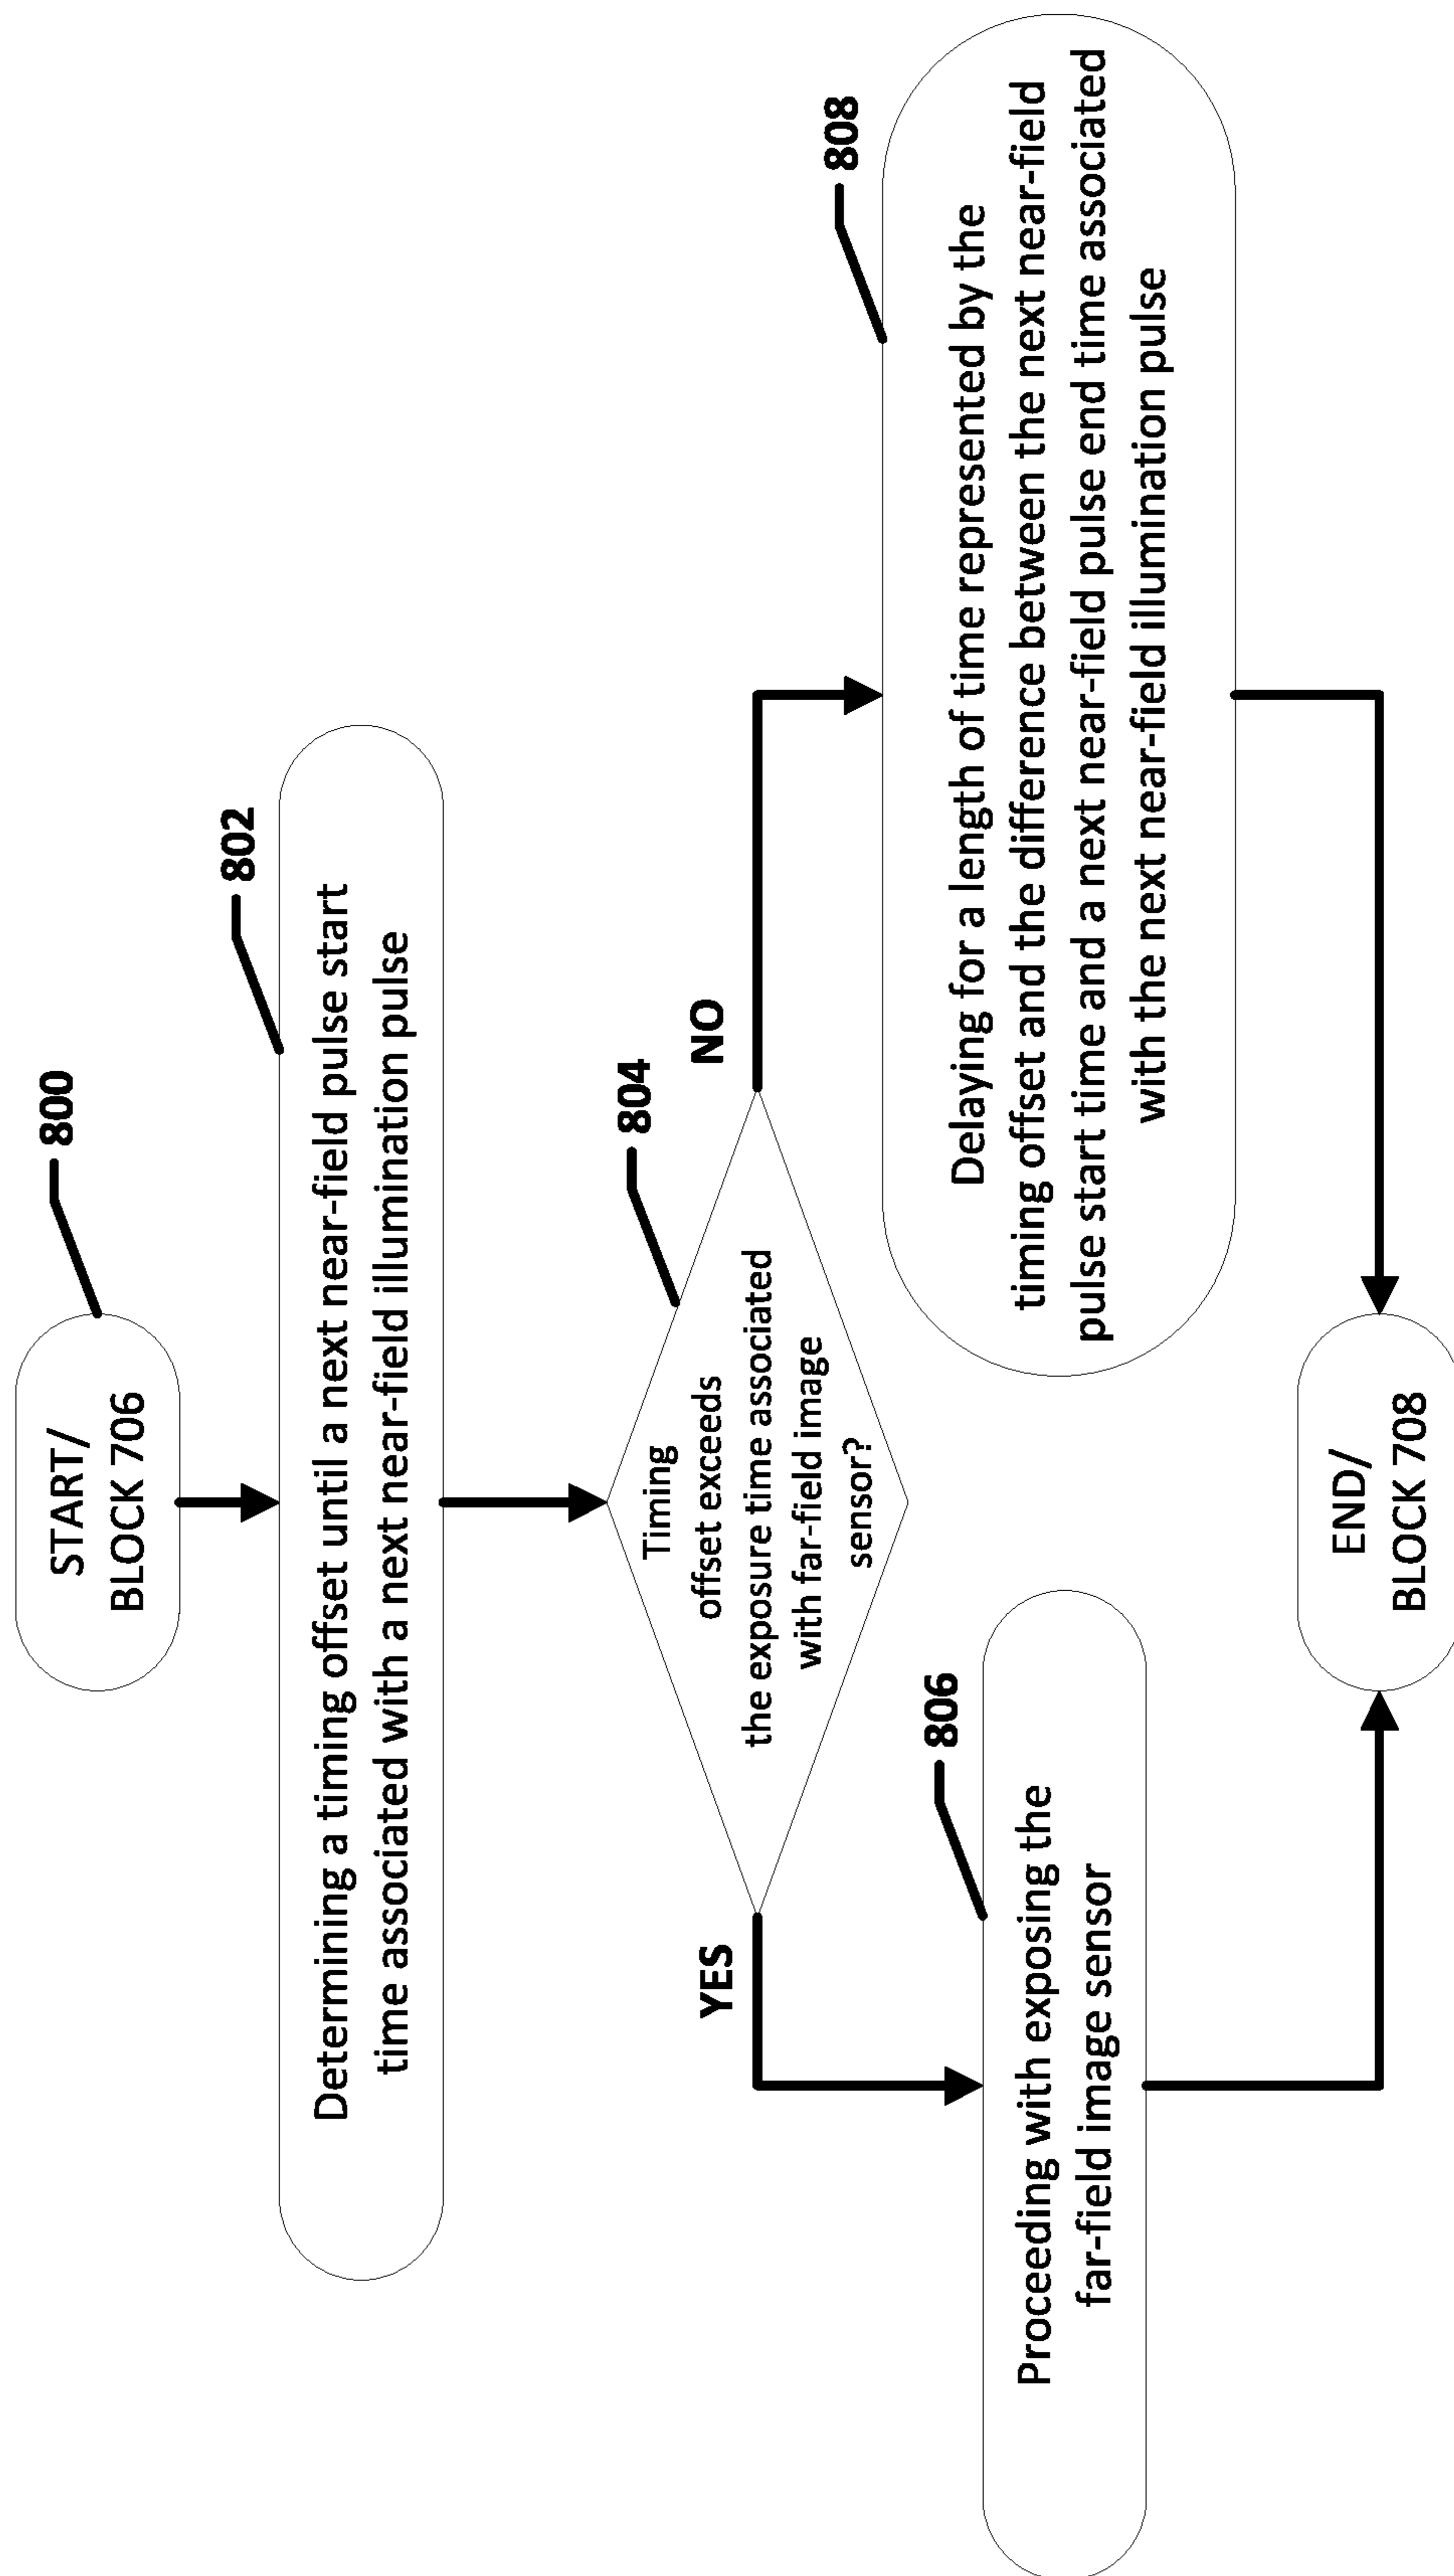 800
START/
BLOCK 706
802
Determining a timing offset until a next near-field pulse start
time associated with a next near-field illumination pulse
804
Timing
offset exceeds
the exposure time associated
with far-field image
sensor?
YES
NO
806
Proceeding with exposing the
far-field image sensor
808
Delaying for a length of time represented by the
timing offset and the difference between the next near-field
pulse start time and a next near-field pulse end time associated
with the next near-field illumination pulse
END/
BLOCK 708